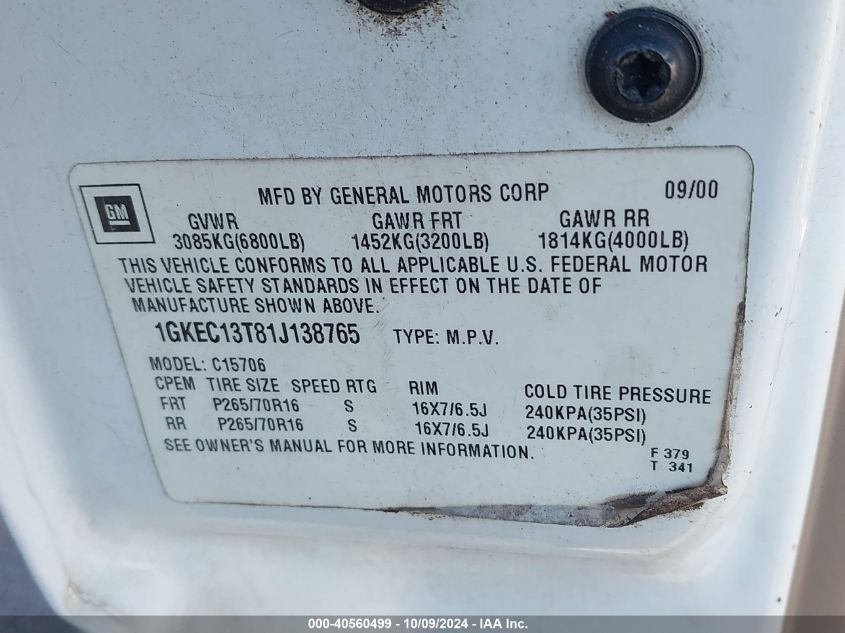 MFD BY GENERAL MOTORS CORP 09/00
GM
GVWR GAWR FRT GAWR RR
3085KG(6800LB) 1452KG(3200LB) 1814KG(4000LB)
THIS VEHICLE CONFORMS TO ALL APPLICABLE U.S. FEDERAL MOTOR
VEHICLE SAFETY STANDARDS IN EFFECT ON THE DATE OF
MANUFACTURE SHOWN ABOVE.
1GKEC13T81J138765 TYPE: M.P.V.
MODEL: C15706
CPEM TIRE SIZE SPEED RTG RIM COLD TIRE PRESSURE
FRT P265/70R16 S 16X7/6.5J 240KPA(35PSI)
RR P265/70R16 S 16X7/6.5J 240KPA(35PSI)
SEE OWNER'S MANUAL FOR MORE INFORMATION.
F 379
T 341
000-40560499 - 10/09/2024 - IAA Inc.